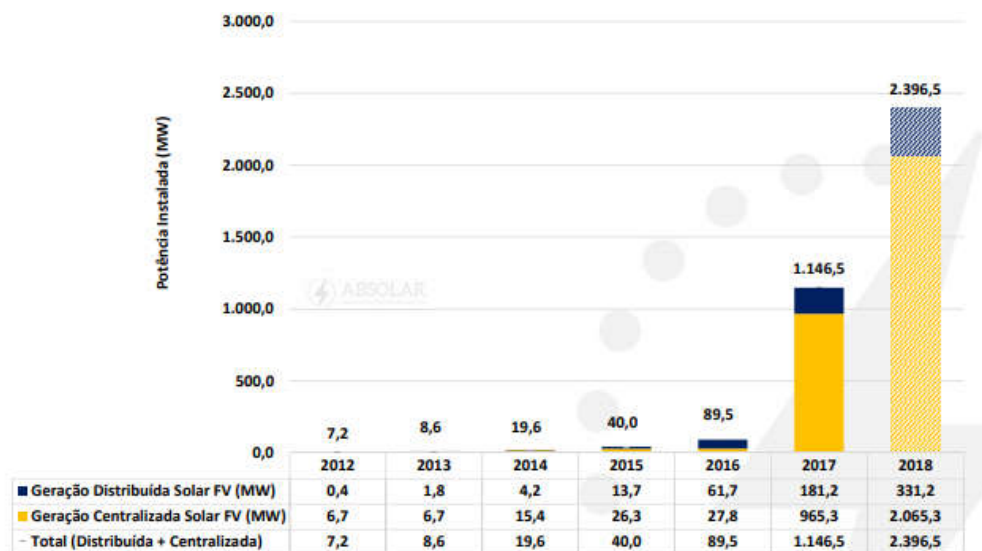 3.000,0
2.500,0
2.396,5
2.000,0
Potência Instalada (MW)
1.500,0
1.146,5
ABSOLAR
1.000,0
500,0
7,2 8,6 19,6 40,0 89,5
0,0
2012 2013 2014 2015 2016 2017 2018
Geração Distribuída Solar FV (MW) 0,4 1,8 4,2 13,7 61,7 181,2 331,2
Geração Centralizada Solar FV (MW) 6,7 6,7 15,4 26,3 27,8 965,3 2.065,3
Total (Distribuída + Centralizada) 7,2 8,6 19,6 40,0 89,5 1.146,5 2.396,5